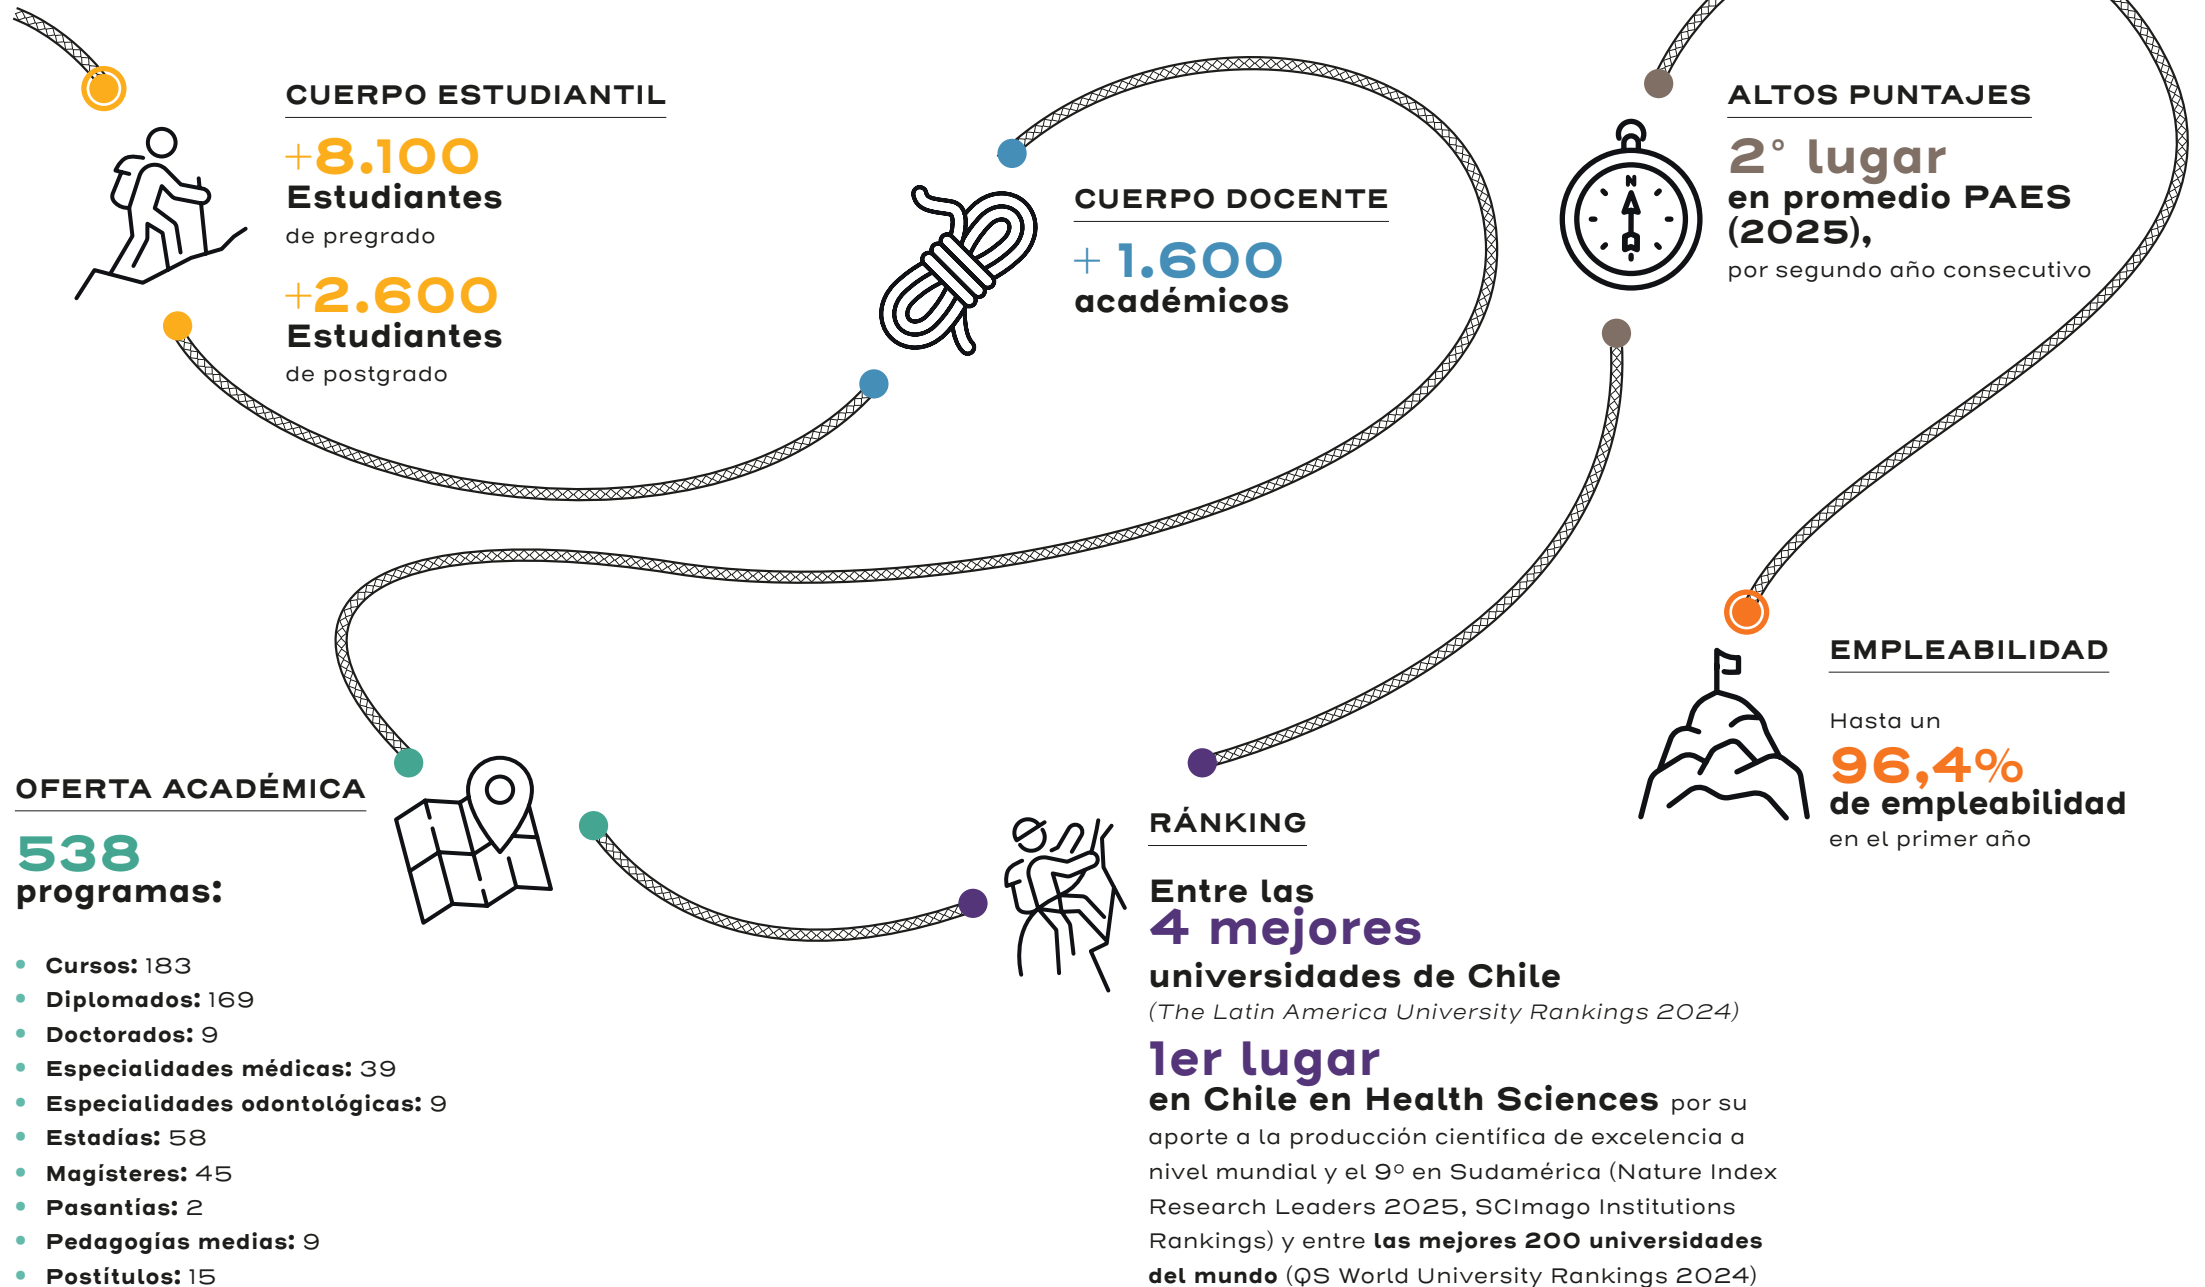 CUERPO ESTUDIANTIL
+8.100
Estudiantes
de pregrado
+2.600
Estudiantes
de postgrado
CUERPO DOCENTE
+ 1.600
académicos
ALTOS PUNTAJES
2° lugar
en promedio PAES
(2025),
por segundo año consecutivo
N
EMPLEABILIDAD
Hasta un
96,4%
de empleabilidad
en el primer año
OFERTA ACADÉMICA
538
programas:
• Cursos: 183
• Diplomados: 169
• Doctorados: 9
• Especialidades médicas: 39
• Especialidades odontológicas: 9
• Estadías: 58
• Magísteres: 45
• Pasantías: 2
• Pedagogías medias: 9
• Postítulos: 15
RÁNKING
Entre las
4 mejores
universidades de Chile
(The Latin America University Rankings 2024)
1er lugar
en Chile en Health Sciences por su
aporte a la producción científica de excelencia a
nivel mundial y el 9º en Sudamérica (Nature Index
Research Leaders 2025, SCImago Institutions
Rankings) y entre las mejores 200 universidades
del mundo (QS World University Rankings 2024)